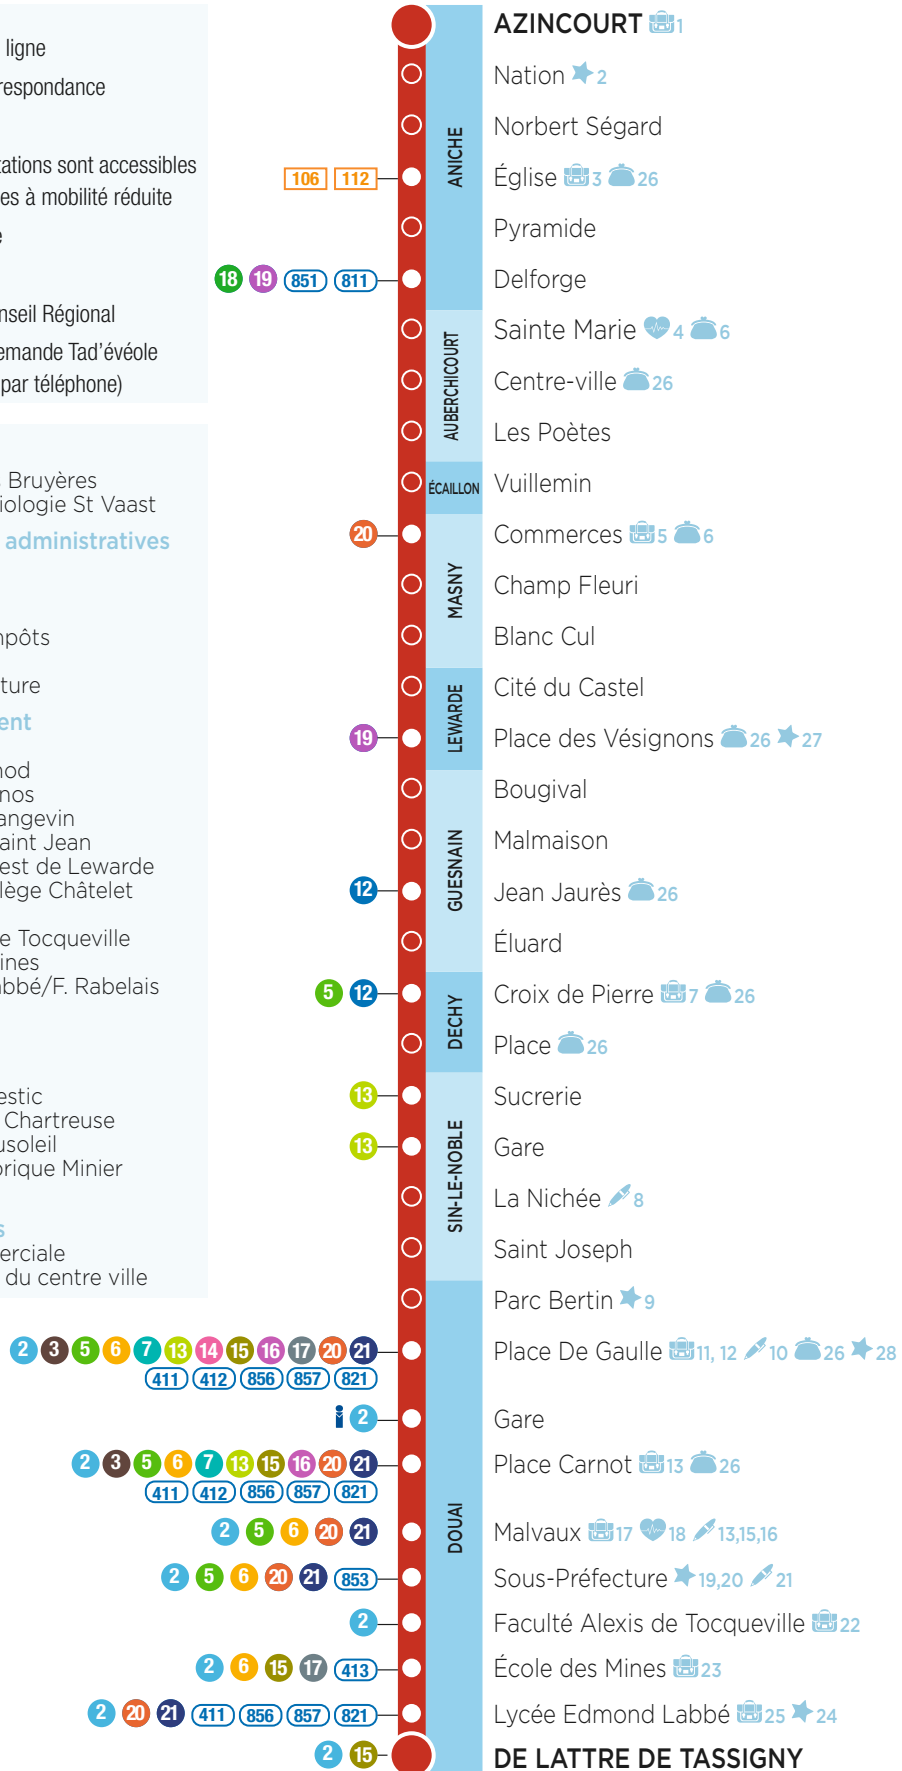 ligne
respondance
tations sont accessibles
es à mobilité réduite
e
nseil Régional
emande Tad'évéole
par téléphone)
s Bruyères
iologie St Vaast
administratives
mpôts
ture
ent
nod
nos
angevin
aint Jean
est de Lewarde
lège Châtelet
e Tocqueville
ines
abbé/F. Rabelais
estic
Chartreuse
usoleil
orique Minier
s
erciale
du centre ville
ANICHE
AZINCOURT 1
Nation 2
Norbert Ségard
106 112 Église 3 26
Pyramide
18 19 851 811 Delforge
AUBERCHICOURT
Sainte Marie 4 6
Centre-ville 26
Les Poètes
ÉCAILLON
Vuillemin
MASNY
20 Commerces 5 6
Champ Fleuri
Blanc Cul
LEWARDE
Cité du Castel
19 Place des Vésignons 26 27
GUESNAIN
Bougival
Malmaison
12 Jean Jaurès 26
Éluard
DECHY
5 12 Croix de Pierre 7 26
Place 26
SIN-LE-NOBLE
13 Sucrerie
13 Gare
La Nichée 8
Saint Joseph
DOUAI
Parc Bertin 9
2 3 5 6 7 13 14 15 16 17 20 21 Place De Gaulle 11, 12 10 26 28
411 412 856 857 821
i 2 Gare
2 3 5 6 7 13 15 16 20 21 Place Carnot 13 26
411 412 856 857 821
2 5 6 20 21 Malvaux 17 18 13,15,16
2 5 6 20 21 853 Sous-Préfecture 19,20 21
2 Faculté Alexis de Tocqueville 22
2 6 15 17 413 École des Mines 23
2 20 21 411 856 857 821 Lycée Edmond Labbé 25 24
2 15 DE LATTRE DE TASSIGNY